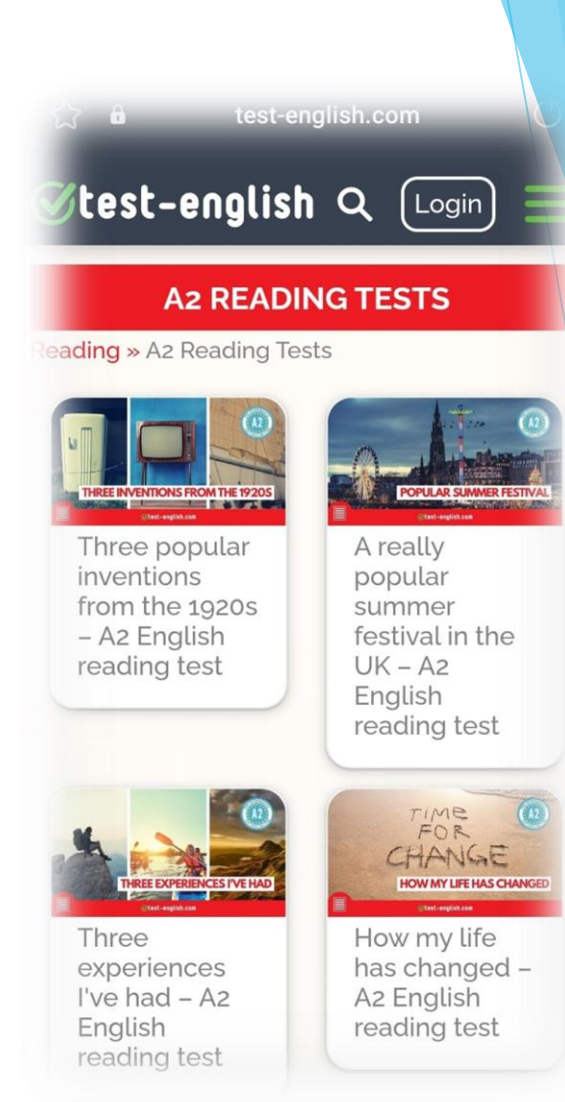 test-english.com
test-english
Login
A2 READING TESTS
Reading » A2 Reading Tests
A2
THREE INVENTIONS FROM THE 1920S
test-english.com
Three popular
inventions
from the 1920s
– A2 English
reading test
A2
POPULAR SUMMER FESTIVAL
test-english.com
A really
popular
summer
festival in the
UK – A2
English
reading test
A2
THREE EXPERIENCES I'VE HAD
test-english.com
Three
experiences
I've had – A2
English
reading test
TIME
FOR
CHANGE
A2
HOW MY LIFE HAS CHANGED
test-english.com
How my life
has changed –
A2 English
reading test